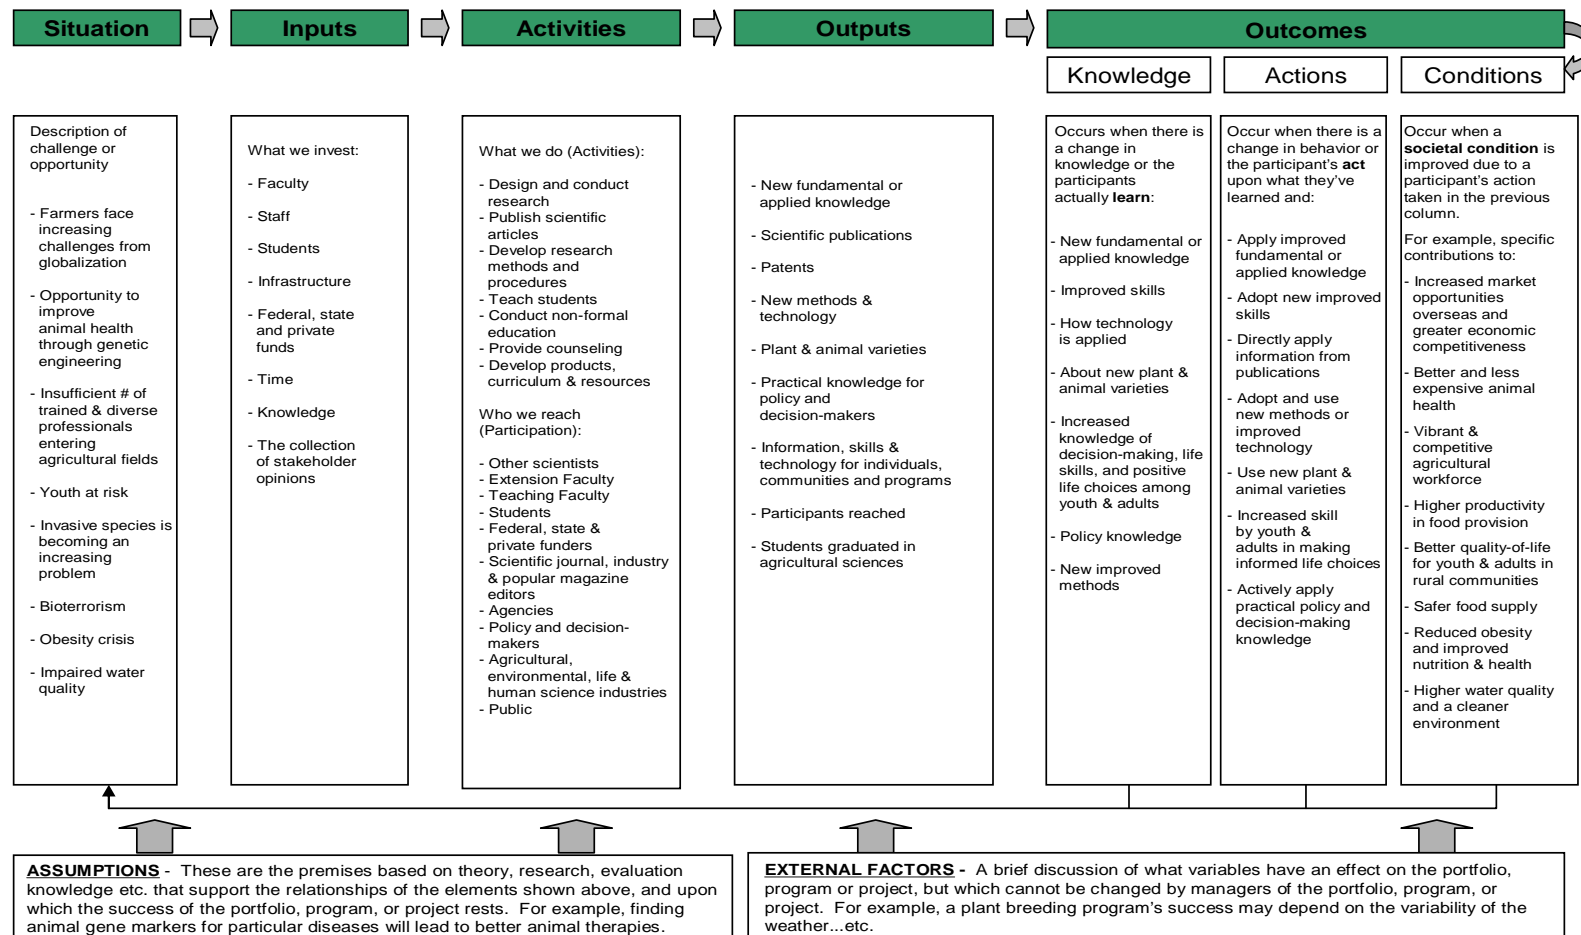 Situation
Inputs
Activities
Outputs
Outcomes
Knowledge
Actions
Conditions
Description of
challenge or
opportunity
- Farmers face
increasing
challenges from
globalization
- Opportunity to
improve
animal health
through genetic
engineering
- Insufficient # of
trained & diverse
professionals
entering
agricultural fields
- Youth at risk
- Invasive species is
becoming an
increasing
problem
- Bioterrorism
- Obesity crisis
- Impaired water
quality
What we invest:
- Faculty
- Staff
- Students
- Infrastructure
- Federal, state
and private
funds
- Time
- Knowledge
- The collection
of stakeholder
opinions
What we do (Activities):
- Design and conduct
research
- Publish scientific
articles
- Develop research
methods and
procedures
- Teach students
- Conduct non-formal
education
- Provide counseling
- Develop products,
curriculum & resources
Who we reach
(Participation):
- Other scientists
- Extension Faculty
- Teaching Faculty
- Students
- Federal, state &
private funders
- Scientific journal, industry
& popular magazine
editors
- Agencies
- Policy and decision-
makers
- Agricultural,
environmental, life &
human science industries
- Public
- New fundamental or
applied knowledge
- Scientific publications
- Patents
- New methods &
technology
- Plant & animal varieties
- Practical knowledge for
policy and
decision-makers
- Information, skills &
technology for individuals,
communities and programs
- Participants reached
- Students graduated in
agricultural sciences
Occurs when there is
a change in
knowledge or the
participants
actually learn:
- New fundamental or
applied knowledge
- Improved skills
- How technology
is applied
- About new plant &
animal varieties
- Increased
knowledge of
decision-making, life
skills, and positive
life choices among
youth & adults
- Policy knowledge
- New improved
methods
Occur when there is a
change in behavior or
the participant's act
upon what they've
learned and:
- Apply improved
fundamental or
applied knowledge
- Adopt new improved
skills
- Directly apply
information from
publications
- Adopt and use
new methods or
improved
technology
- Use new plant &
animal varieties
- Increased skill
by youth &
adults in making
informed life choices
- Actively apply
practical policy and
decision-making
knowledge
Occur when a
societal condition is
improved due to a
participant's action
taken in the previous
column.
For example, specific
contributions to:
- Increased market
opportunities
overseas and
greater economic
competitiveness
- Better and less
expensive animal
health
- Vibrant &
competitive
agricultural
workforce
- Higher productivity
in food provision
- Better quality-of-life
for youth & adults in
rural communities
- Safer food supply
- Reduced obesity
and improved
nutrition & health
- Higher water quality
and a cleaner
environment
ASSUMPTIONS - These are the premises based on theory, research, evaluation
knowledge etc. that support the relationships of the elements shown above, and upon
which the success of the portfolio, program, or project rests. For example, finding
animal gene markers for particular diseases will lead to better animal therapies.
EXTERNAL FACTORS - A brief discussion of what variables have an effect on the portfolio,
program or project, but which cannot be changed by managers of the portfolio, program, or
project. For example, a plant breeding program's success may depend on the variability of the
weather...etc.